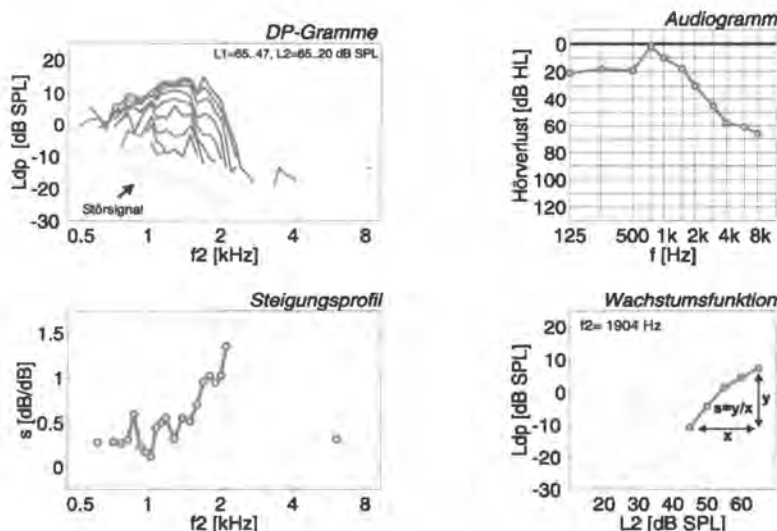 DP-Gramme
L1=65..47, L2=65..20 dB SPL
Ldp [dB SPL]
20
10
0
-10
-20
-30
Störsignal
0.5 1 2 4 8
f2 [kHz]
Audiogramm
Hörverlust [dB HL]
0
20
40
60
80
100
120
125 500 1k 2k 4k 8k
f [Hz]
Steigungsprofil
s [dB/dB]
1.5
1
0.5
0
0.5 1 2 4 8
f2 [kHz]
Wachstumsfunktion
f2= 1904 Hz
Ldp [dB SPL]
20
10
0
-10
-20
-30
s=y/x
y
x
20 30 40 50 60
L2 [dB SPL]